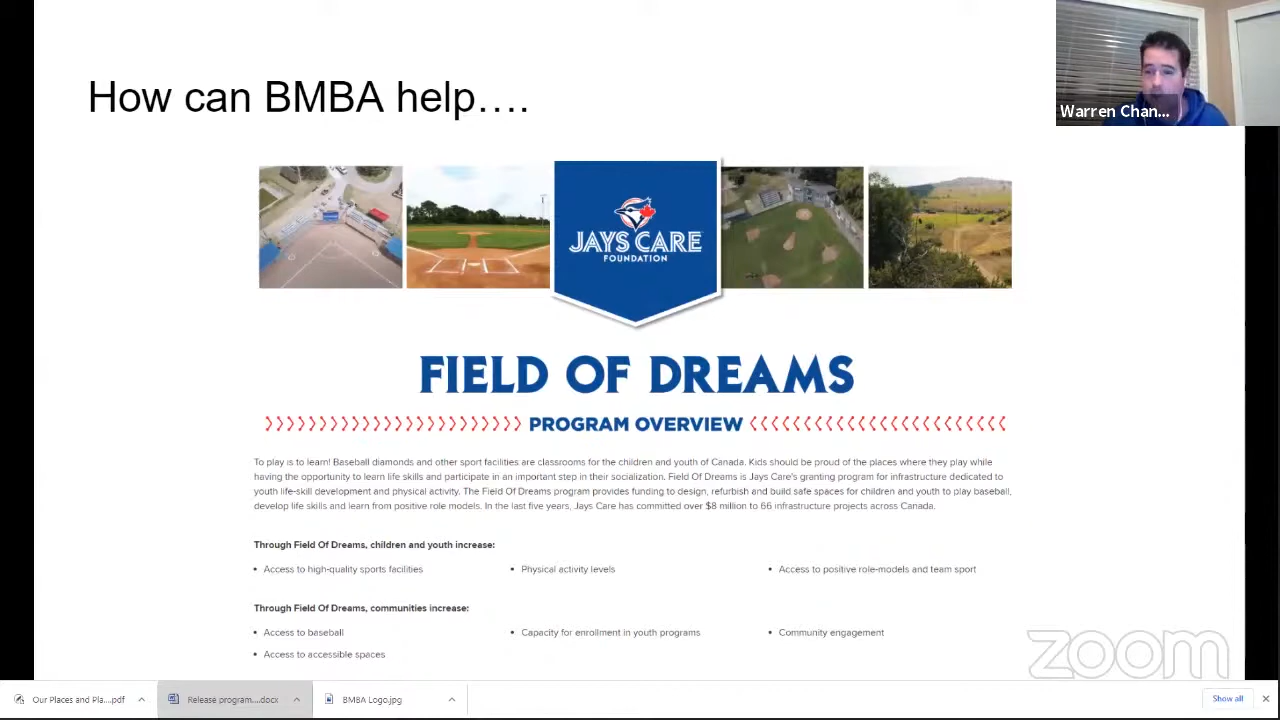 How can BMBA help….
Warren Chan...
JAYS CARE
FOUNDATION
FIELD OF DREAMS
PROGRAM OVERVIEW
To play is to learn! Baseball diamonds and other sport facilities are classrooms for the children and youth of Canada. Kids should be proud of the places where they play while
having the opportunity to learn life skills and participate in an important step in their socialization. Field Of Dreams is Jays Care's granting program for infrastructure dedicated to
youth life-skill development and physical activity. The Field Of Dreams program provides funding to design, refurbish and build safe spaces for children and youth to play baseball,
develop life skills and learn from positive role models. In the last five years, Jays Care has committed over $8 million to 66 infrastructure projects across Canada.
Through Field Of Dreams, children and youth increase:
• Access to high-quality sports facilities • Physical activity levels • Access to positive role-models and team sport
Through Field Of Dreams, communities increase:
• Access to baseball • Capacity for enrollment in youth programs • Community engagement
• Access to accessible spaces
zoom
Our Places and Pla....pdf Release program....docx BMBA Logo.jpg Show all